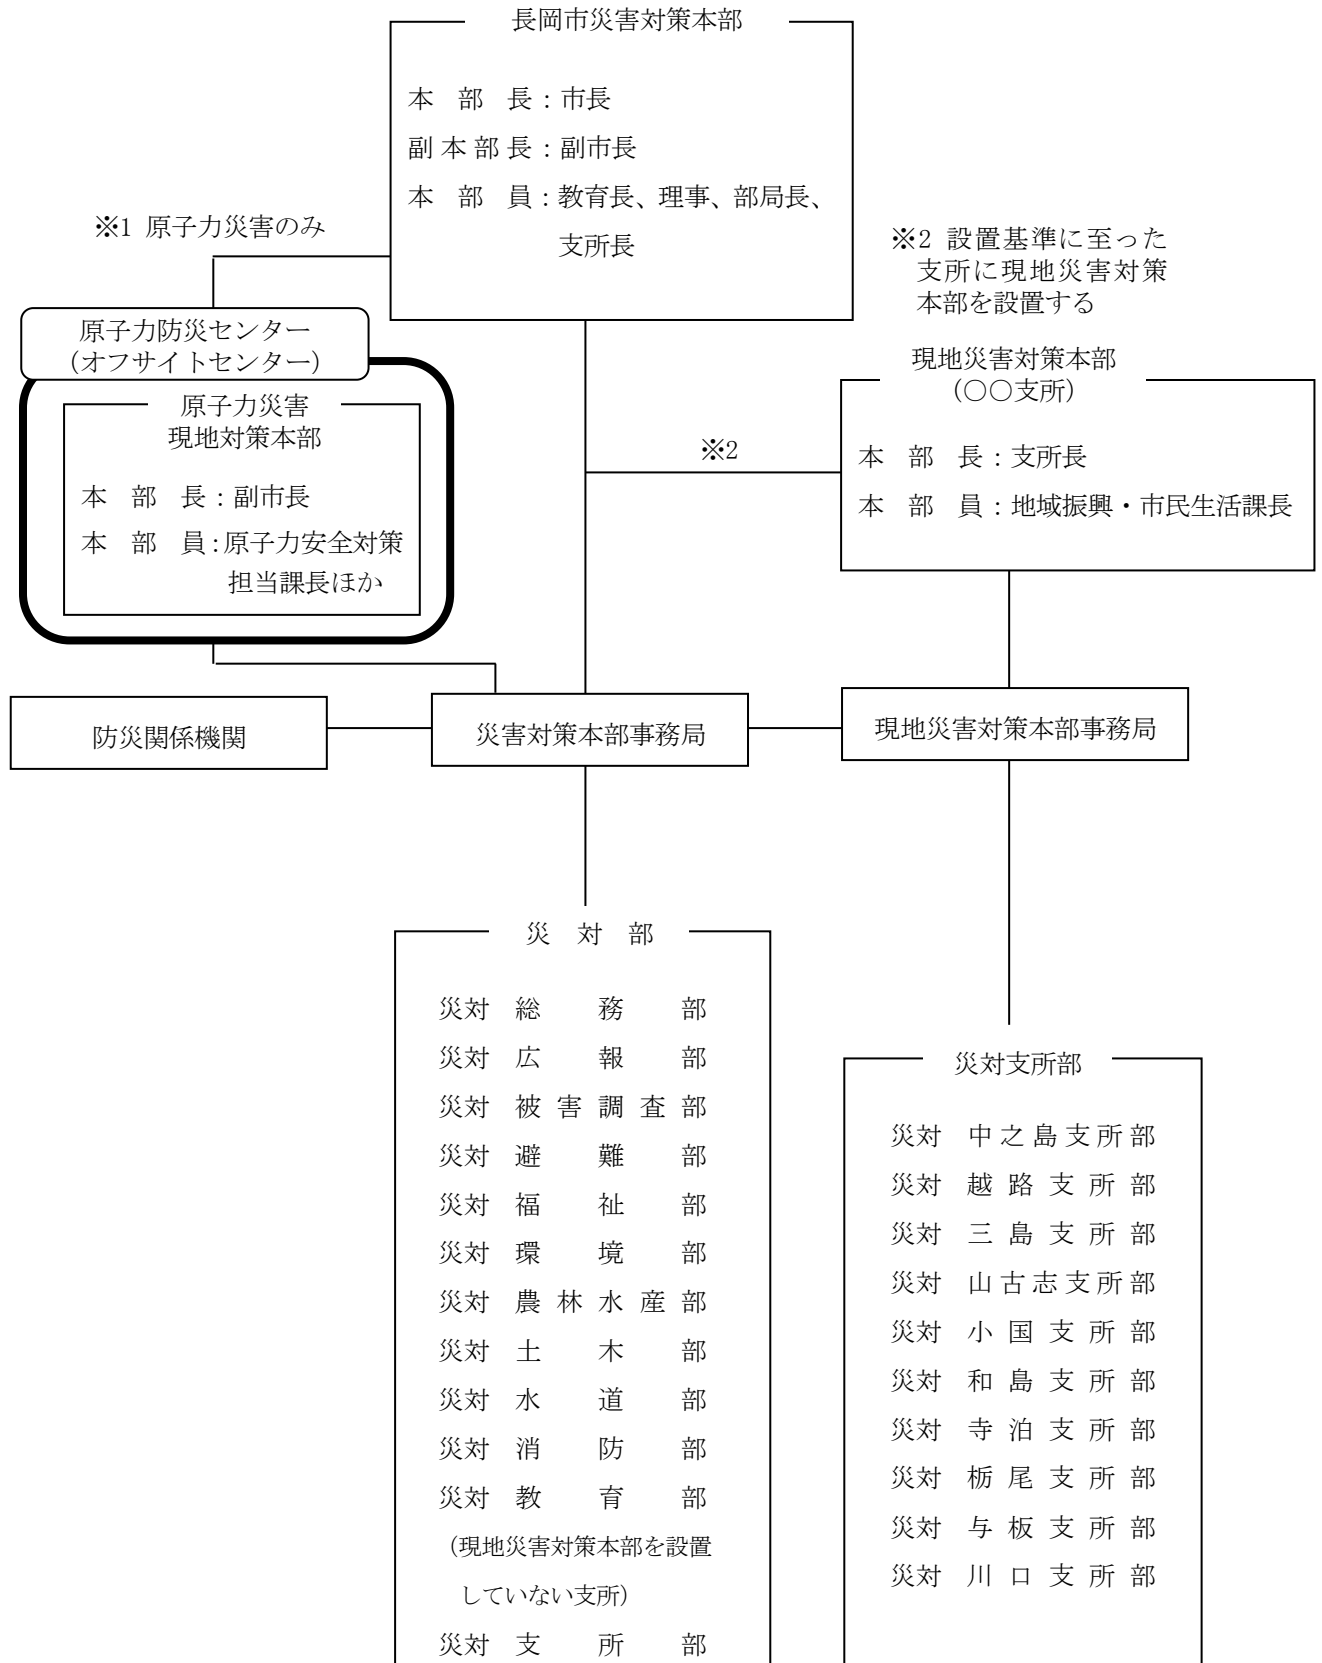 長岡市災害対策本部
本　部　長：市長
副本部長：副市長
本　部　員：教育長、理事、部局長、
支所長
※1 原子力災害のみ
※2 設置基準に至った
支所に現地災害対策
本部を設置する
原子力防災センター
（オフサイトセンター）
原子力災害
現地対策本部
本　部　長：副市長
本　部　員：原子力安全対策
担当課長ほか
※2
現地災害対策本部
（○○支所）
本　部　長：支所長
本　部　員：地域振興・市民生活課長
防災関係機関
災害対策本部事務局
現地災害対策本部事務局
災　対　部
災対　総　務　部
災対　広　報　部
災対　被害調査部
災対　避　難　部
災対　福　祉　部
災対　環　境　部
災対　農林水産部
災対　土　木　部
災対　水　道　部
災対　消　防　部
災対　教　育　部
（現地災害対策本部を設置
していない支所）
災対　支　所　部
災対支所部
災対　中之島支所部
災対　越路支所部
災対　三島支所部
災対　山古志支所部
災対　小国支所部
災対　和島支所部
災対　寺泊支所部
災対　栃尾支所部
災対　与板支所部
災対　川口支所部